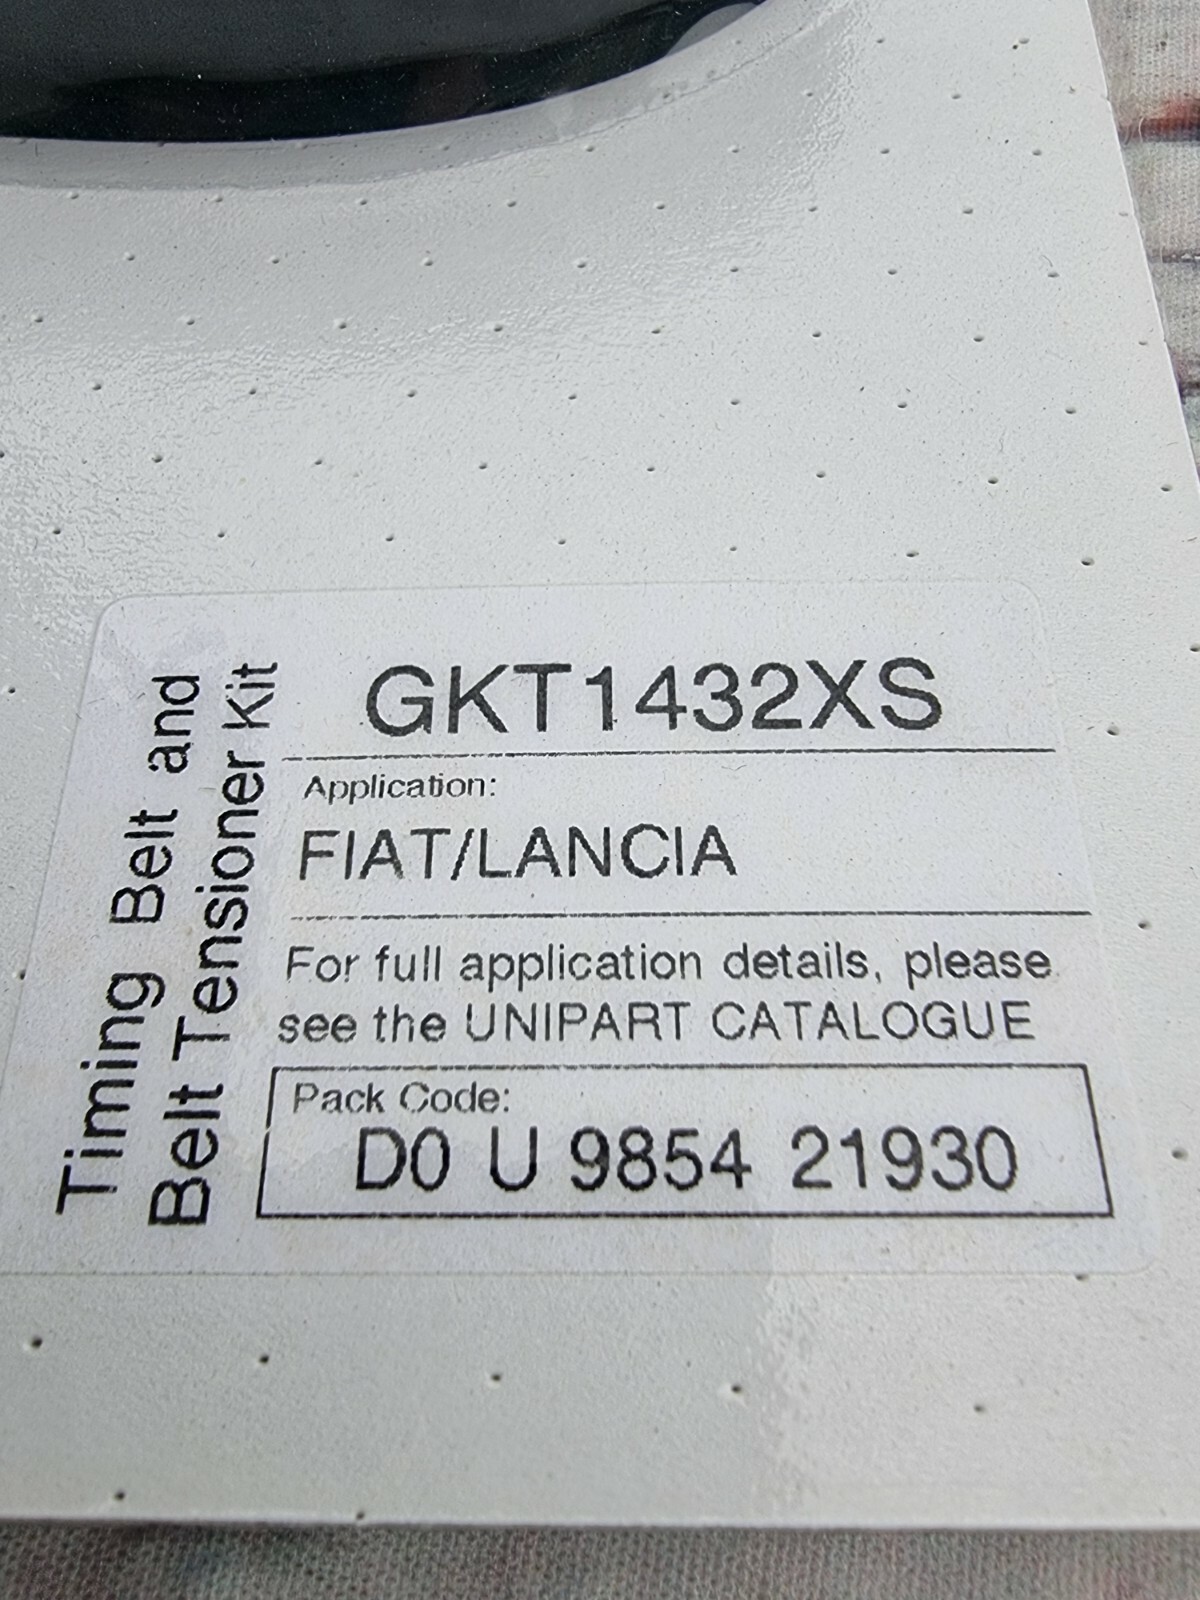 Timing Belt and
Belt Tensioner Kit
GKT1432XS
Application:
FIAT/LANCIA
For full application details, please
see the UNIPART CATALOGUE
Pack Code:
D0 U 9854 21930